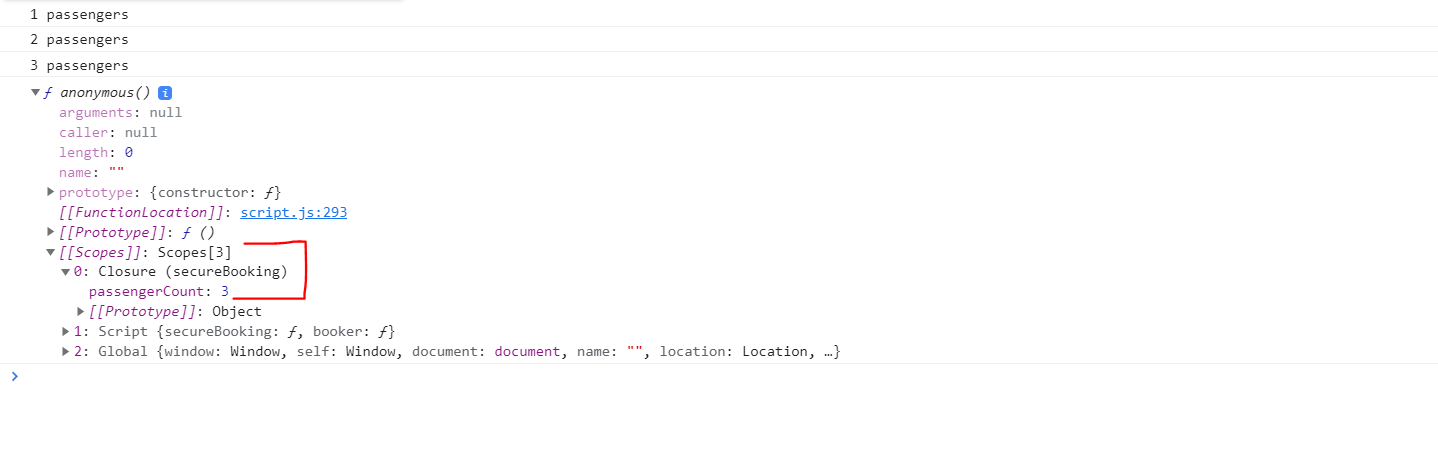 1 passengers
2 passengers
3 passengers
▼ƒ anonymous() i
arguments: null
caller: null
length: 0
name: ""
▶prototype: {constructor: ƒ}
[[FunctionLocation]]: script.js:293
▶[[Prototype]]: ƒ ()
▼[[Scopes]]: Scopes[3]
▼0: Closure (secureBooking)
passengerCount: 3
▶[[Prototype]]: Object
▶1: Script {secureBooking: ƒ, booker: ƒ}
▶2: Global {window: Window, self: Window, document: document, name: "", location: Location, …}
>